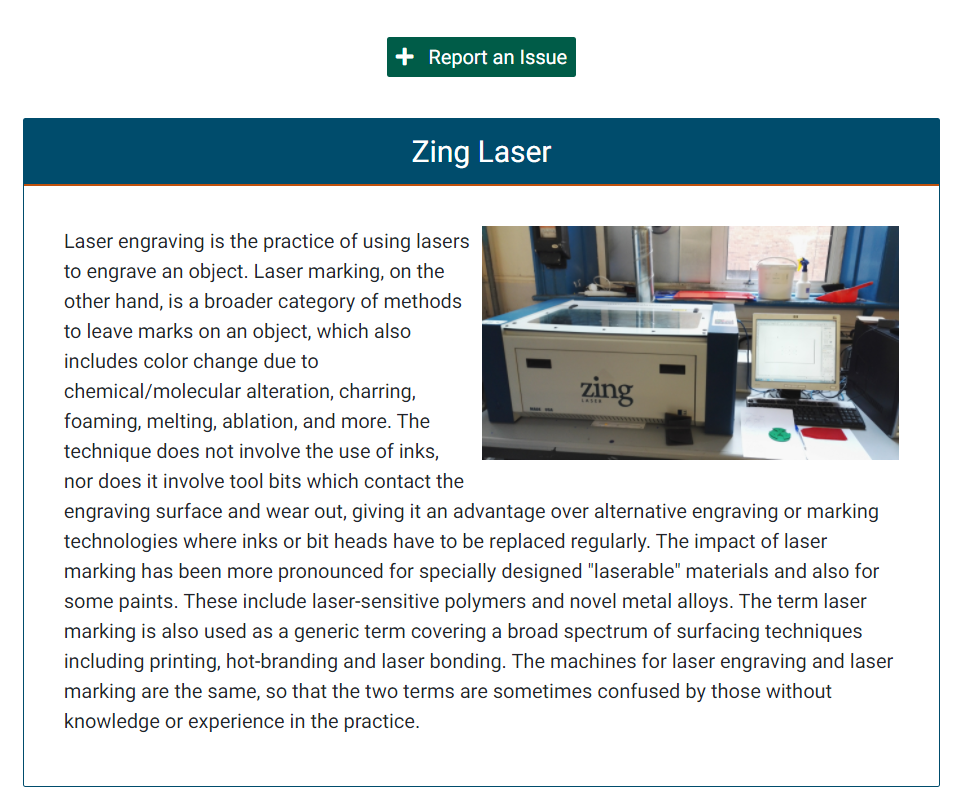 Report an Issue
Zing Laser
Laser engraving is the practice of using lasers
to engrave an object. Laser marking, on the
other hand, is a broader category of methods
to leave marks on an object, which also
includes color change due to
chemical/molecular alteration, charring,
foaming, melting, ablation, and more. The
technique does not involve the use of inks,
nor does it involve tool bits which contact the
zing
LASER
engraving surface and wear out, giving it an advantage over alternative engraving or marking
technologies where inks or bit heads have to be replaced regularly. The impact of laser
marking has been more pronounced for specially designed "laserable" materials and also for
some paints. These include laser-sensitive polymers and novel metal alloys. The term laser
marking is also used as a generic term covering a broad spectrum of surfacing techniques
including printing, hot-branding and laser bonding. The machines for laser engraving and laser
marking are the same, so that the two terms are sometimes confused by those without
knowledge or experience in the practice.